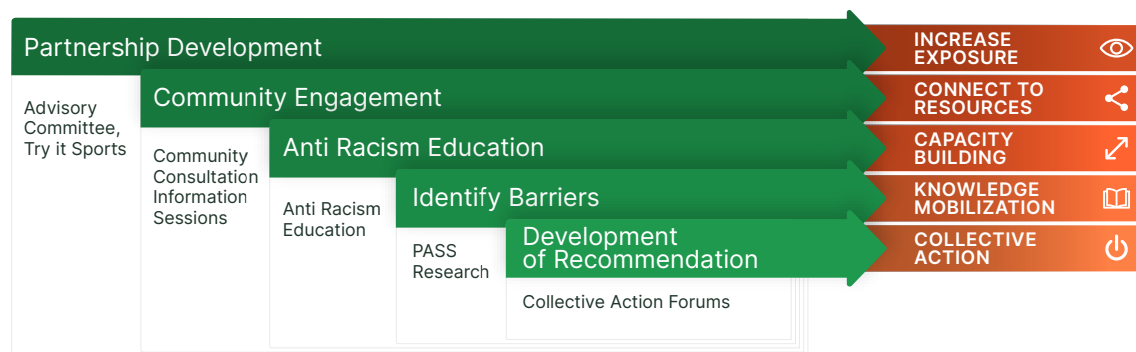 Partnership Development
INCREASE
EXPOSURE
Advisory
Committee,
Try it Sports
Community Engagement
CONNECT TO
RESOURCES
Community
Consultation
Information
Sessions
Anti Racism Education
CAPACITY
BUILDING
Anti Racism
Education
Identify Barriers
KNOWLEDGE
MOBILIZATION
PASS
Research
Development
of Recommendation
COLLECTIVE
ACTION
Collective Action Forums